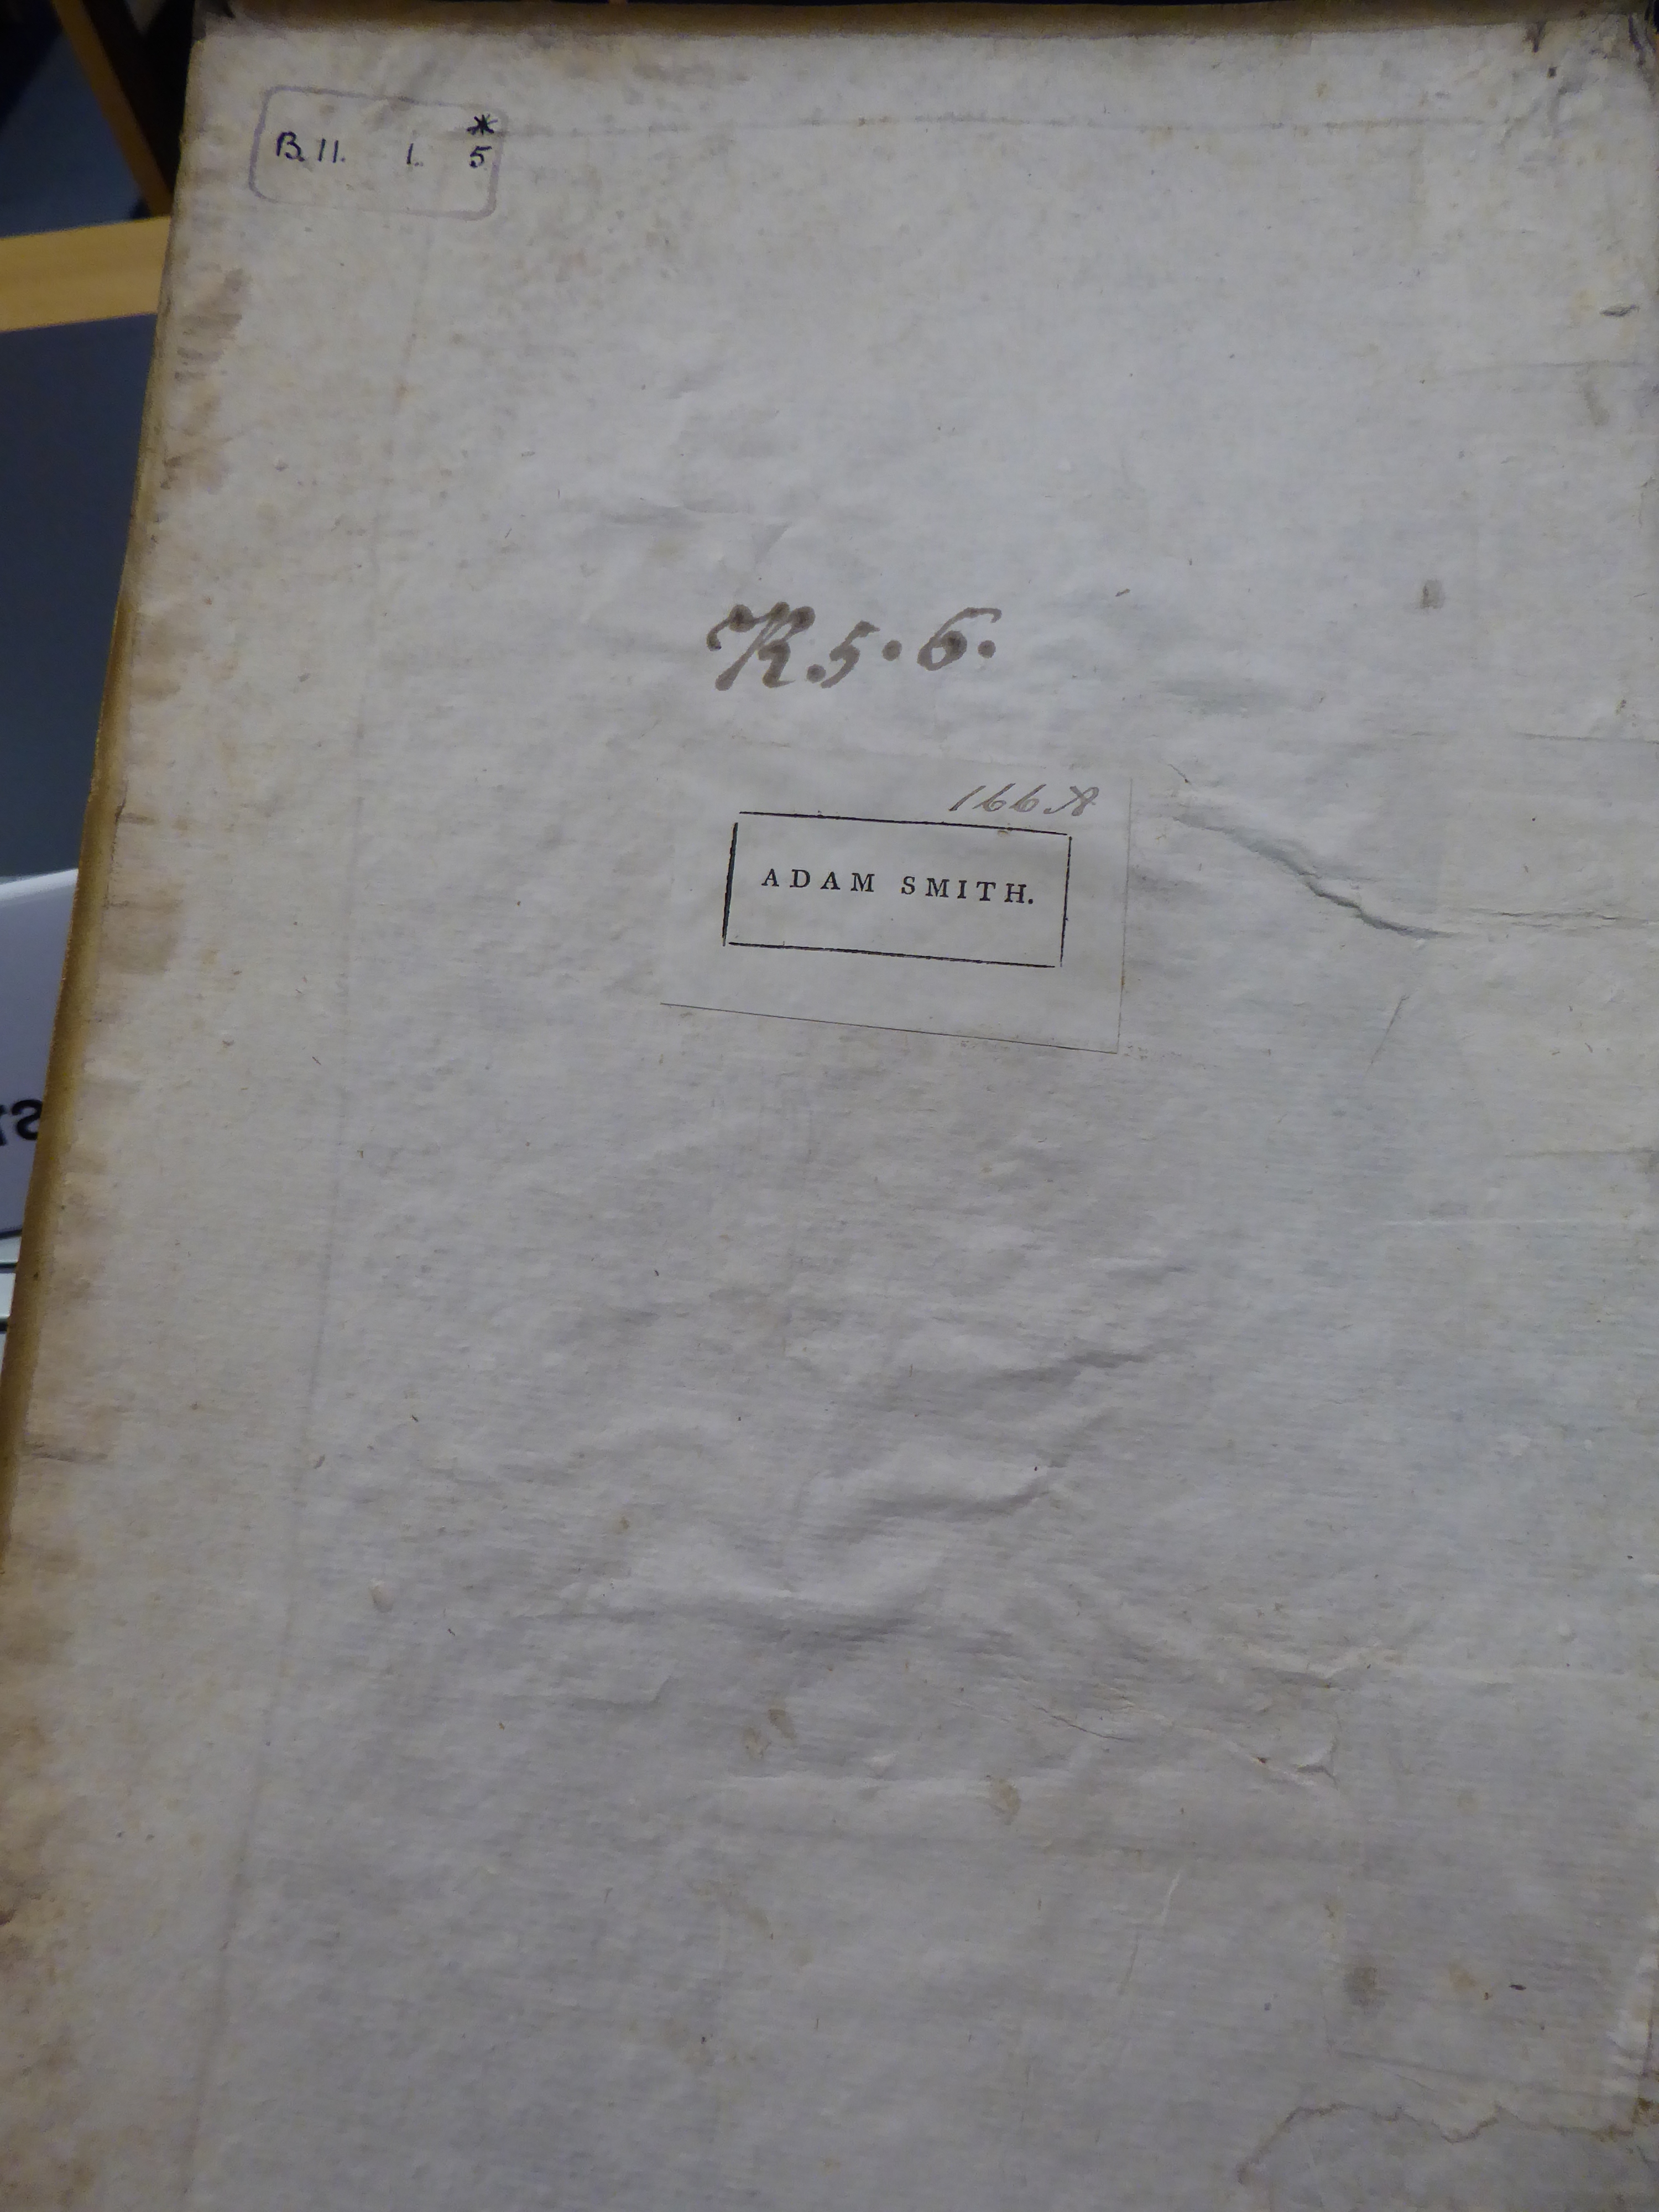 *
B. 11. 1. 5
K. 5. 6.
166. A
ADAM SMITH.